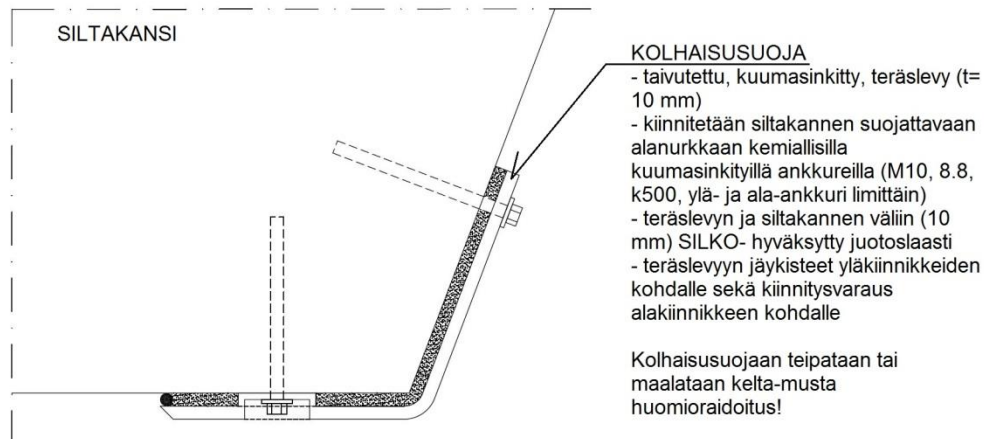 SILTAKANSI
KOLHAISUSUOJA
- taivutettu, kuumasinkitty, teräslevy (t=
10 mm)
- kiinnitetään siltakannen suojattavaan
alanurkkaan kemiallisilla
kuumasinkityillä ankkureilla (M10, 8.8,
k500, ylä- ja ala-ankkuri limittäin)
- teräslevyn ja siltakannen väliin (10
mm) SILKO- hyväksytty juotoslaasti
- teräslevyyn jäykisteet yläkiinnikkeiden
kohdalle sekä kiinnitysvaraus
alakiinnikkeen kohdalle
Kolhaisusuojaan teipataan tai
maalataan kelta-musta
huomioraidoitus!